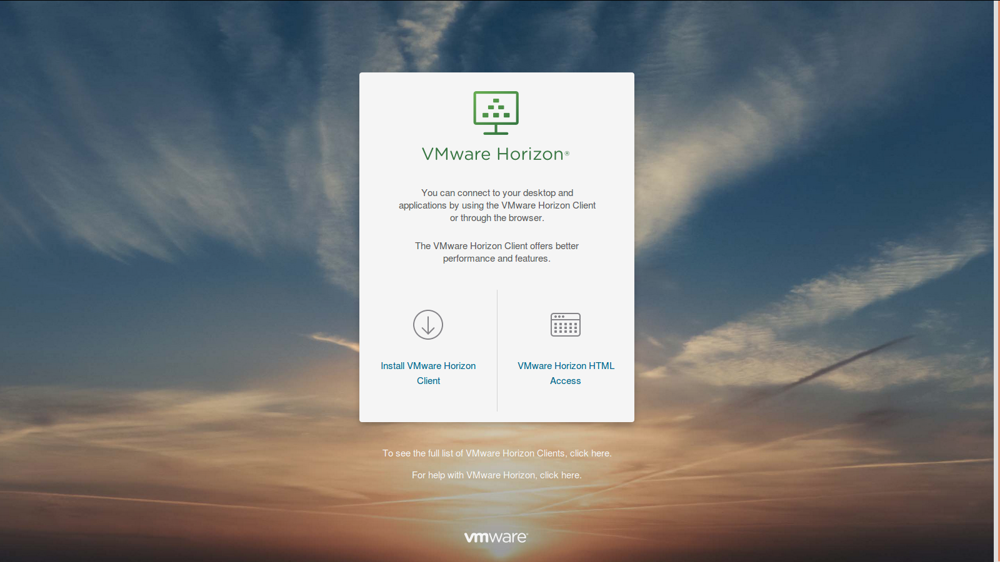 VMware Horizon®
You can connect to your desktop and
applications by using the VMware Horizon Client
or through the browser.
The VMware Horizon Client offers better
performance and features.
Install VMware Horizon
Client
VMware Horizon HTML
Access
To see the full list of VMware Horizon Clients, click here.
For help with VMware Horizon, click here.
vmware®